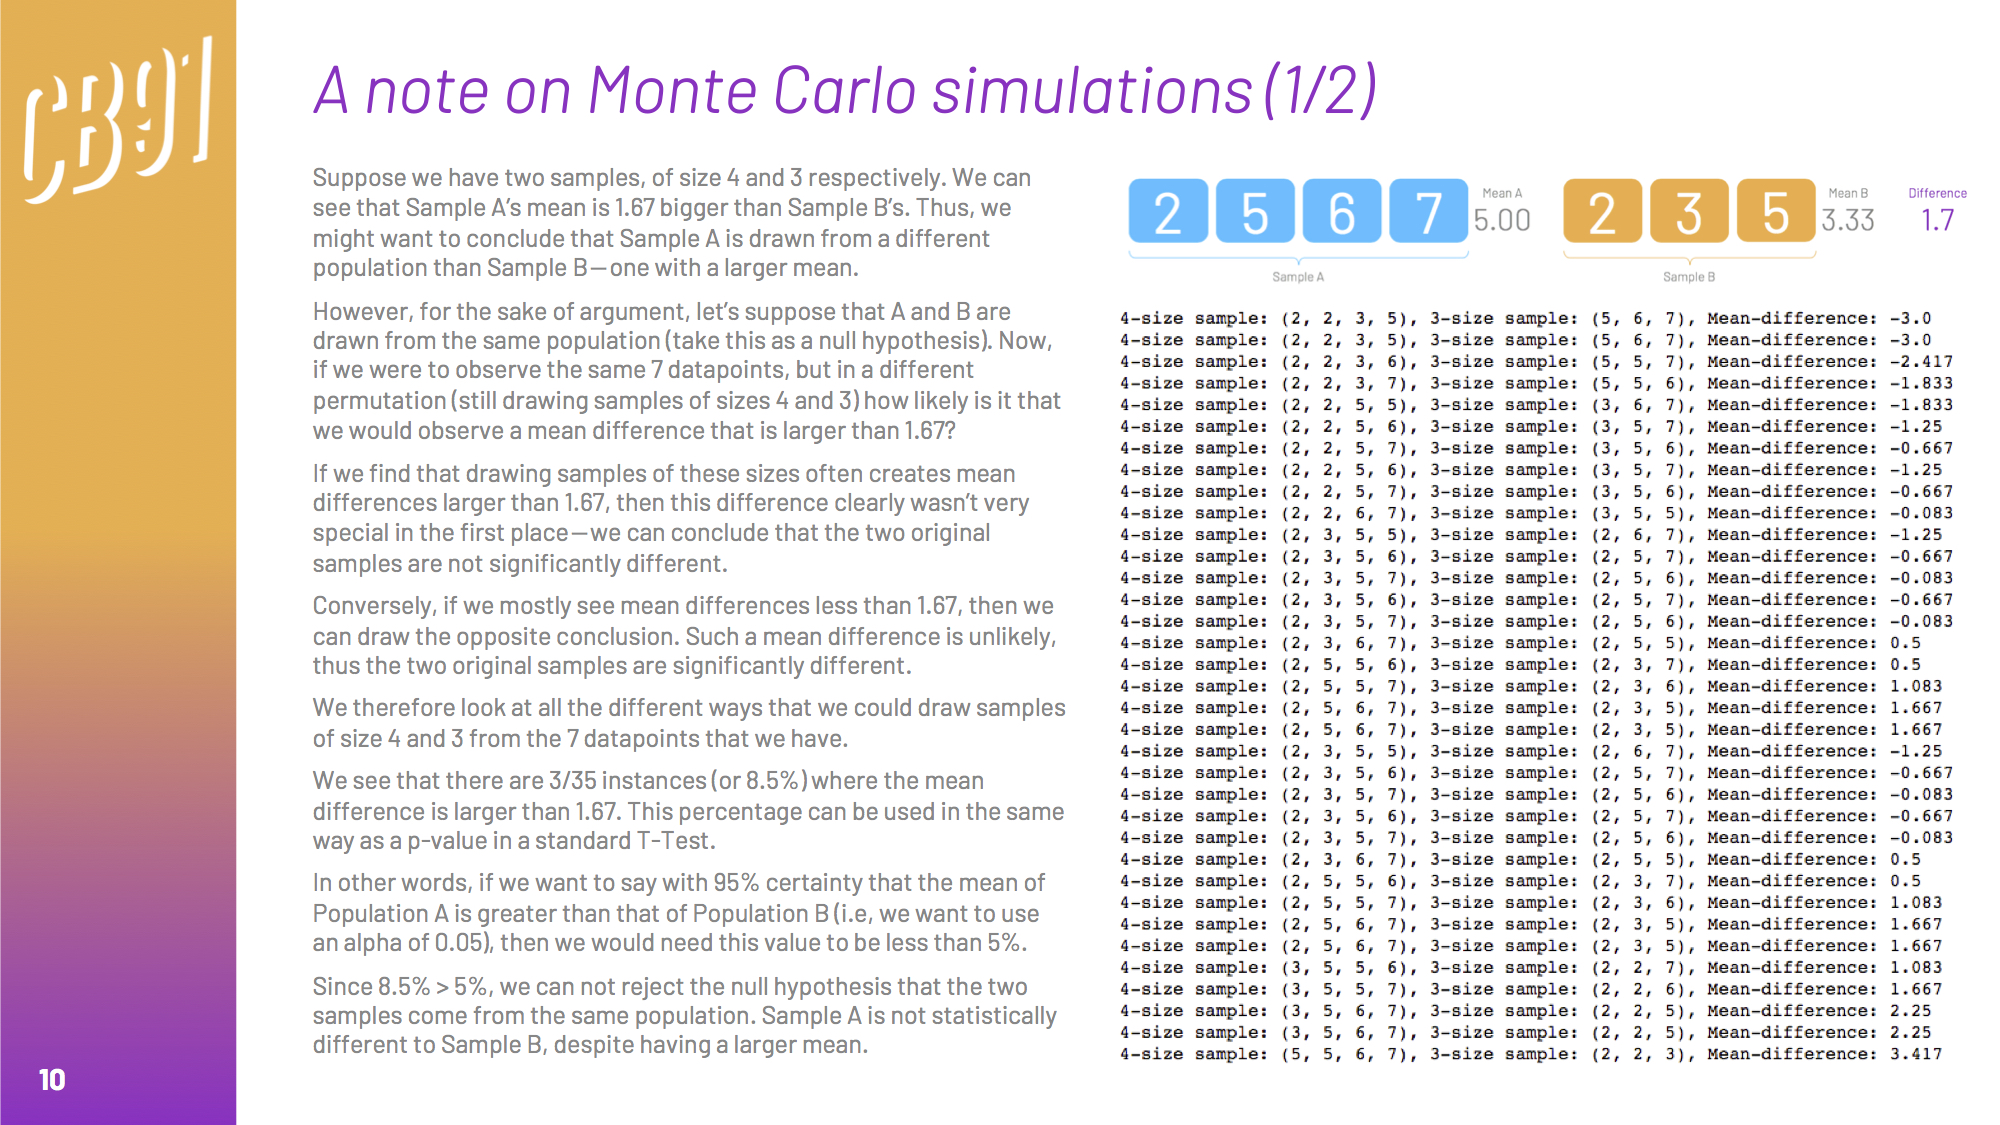 CB91
A note on Monte Carlo simulations (1/2)
Suppose we have two samples, of size 4 and 3 respectively. We can
see that Sample A's mean is 1.67 bigger than Sample B's. Thus, we
might want to conclude that Sample A is drawn from a different
population than Sample B—one with a larger mean.
However, for the sake of argument, let's suppose that A and B are
drawn from the same population (take this as a null hypothesis). Now,
if we were to observe the same 7 datapoints, but in a different
permutation (still drawing samples of sizes 4 and 3) how likely is it that
we would observe a mean difference that is larger than 1.67?
If we find that drawing samples of these sizes often creates mean
differences larger than 1.67, then this difference clearly wasn't very
special in the first place—we can conclude that the two original
samples are not significantly different.
Conversely, if we mostly see mean differences less than 1.67, then we
can draw the opposite conclusion. Such a mean difference is unlikely,
thus the two original samples are significantly different.
We therefore look at all the different ways that we could draw samples
of size 4 and 3 from the 7 datapoints that we have.
We see that there are 3/35 instances (or 8.5%) where the mean
difference is larger than 1.67. This percentage can be used in the same
way as a p-value in a standard T-Test.
In other words, if we want to say with 95% certainty that the mean of
Population A is greater than that of Population B (i.e, we want to use
an alpha of 0.05), then we would need this value to be less than 5%.
Since 8.5% > 5%, we can not reject the null hypothesis that the two
samples come from the same population. Sample A is not statistically
different to Sample B, despite having a larger mean.
2 5 6 7 Mean A 5.00
Sample A
2 3 5 Mean B 3.33
Sample B
Difference 1.7
4-size sample: (2, 2, 3, 5), 3-size sample: (5, 6, 7), Mean-difference: -3.0
4-size sample: (2, 2, 3, 5), 3-size sample: (5, 6, 7), Mean-difference: -3.0
4-size sample: (2, 2, 3, 6), 3-size sample: (5, 5, 7), Mean-difference: -2.417
4-size sample: (2, 2, 3, 7), 3-size sample: (5, 5, 6), Mean-difference: -1.833
4-size sample: (2, 2, 5, 5), 3-size sample: (3, 6, 7), Mean-difference: -1.833
4-size sample: (2, 2, 5, 6), 3-size sample: (3, 5, 7), Mean-difference: -1.25
4-size sample: (2, 2, 5, 7), 3-size sample: (3, 5, 6), Mean-difference: -0.667
4-size sample: (2, 2, 5, 6), 3-size sample: (3, 5, 7), Mean-difference: -1.25
4-size sample: (2, 2, 5, 7), 3-size sample: (3, 5, 6), Mean-difference: -0.667
4-size sample: (2, 2, 6, 7), 3-size sample: (3, 5, 5), Mean-difference: -0.083
4-size sample: (2, 3, 5, 5), 3-size sample: (2, 6, 7), Mean-difference: -1.25
4-size sample: (2, 3, 5, 6), 3-size sample: (2, 5, 7), Mean-difference: -0.667
4-size sample: (2, 3, 5, 7), 3-size sample: (2, 5, 6), Mean-difference: -0.083
4-size sample: (2, 3, 5, 6), 3-size sample: (2, 5, 7), Mean-difference: -0.667
4-size sample: (2, 3, 5, 7), 3-size sample: (2, 5, 6), Mean-difference: -0.083
4-size sample: (2, 3, 6, 7), 3-size sample: (2, 5, 5), Mean-difference: 0.5
4-size sample: (2, 5, 5, 6), 3-size sample: (2, 3, 7), Mean-difference: 0.5
4-size sample: (2, 5, 5, 7), 3-size sample: (2, 3, 6), Mean-difference: 1.083
4-size sample: (2, 5, 6, 7), 3-size sample: (2, 3, 5), Mean-difference: 1.667
4-size sample: (2, 5, 6, 7), 3-size sample: (2, 3, 5), Mean-difference: 1.667
4-size sample: (2, 3, 5, 5), 3-size sample: (2, 6, 7), Mean-difference: -1.25
4-size sample: (2, 3, 5, 6), 3-size sample: (2, 5, 7), Mean-difference: -0.667
4-size sample: (2, 3, 5, 7), 3-size sample: (2, 5, 6), Mean-difference: -0.083
4-size sample: (2, 3, 5, 6), 3-size sample: (2, 5, 7), Mean-difference: -0.667
4-size sample: (2, 3, 5, 7), 3-size sample: (2, 5, 6), Mean-difference: -0.083
4-size sample: (2, 3, 6, 7), 3-size sample: (2, 5, 5), Mean-difference: 0.5
4-size sample: (2, 5, 5, 6), 3-size sample: (2, 3, 7), Mean-difference: 0.5
4-size sample: (2, 5, 5, 7), 3-size sample: (2, 3, 6), Mean-difference: 1.083
4-size sample: (2, 5, 6, 7), 3-size sample: (2, 3, 5), Mean-difference: 1.667
4-size sample: (2, 5, 6, 7), 3-size sample: (2, 3, 5), Mean-difference: 1.667
4-size sample: (3, 5, 5, 6), 3-size sample: (2, 2, 7), Mean-difference: 1.083
4-size sample: (3, 5, 5, 7), 3-size sample: (2, 2, 6), Mean-difference: 1.667
4-size sample: (3, 5, 6, 7), 3-size sample: (2, 2, 5), Mean-difference: 2.25
4-size sample: (3, 5, 6, 7), 3-size sample: (2, 2, 5), Mean-difference: 2.25
4-size sample: (5, 5, 6, 7), 3-size sample: (2, 2, 3), Mean-difference: 3.417
10